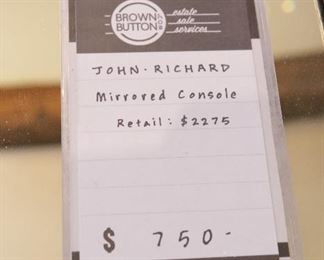 BROWN
BUTTON
estate
sale
services
JOHN·RICHARD
Mirrored Console
Retail: $2275
$ 750-